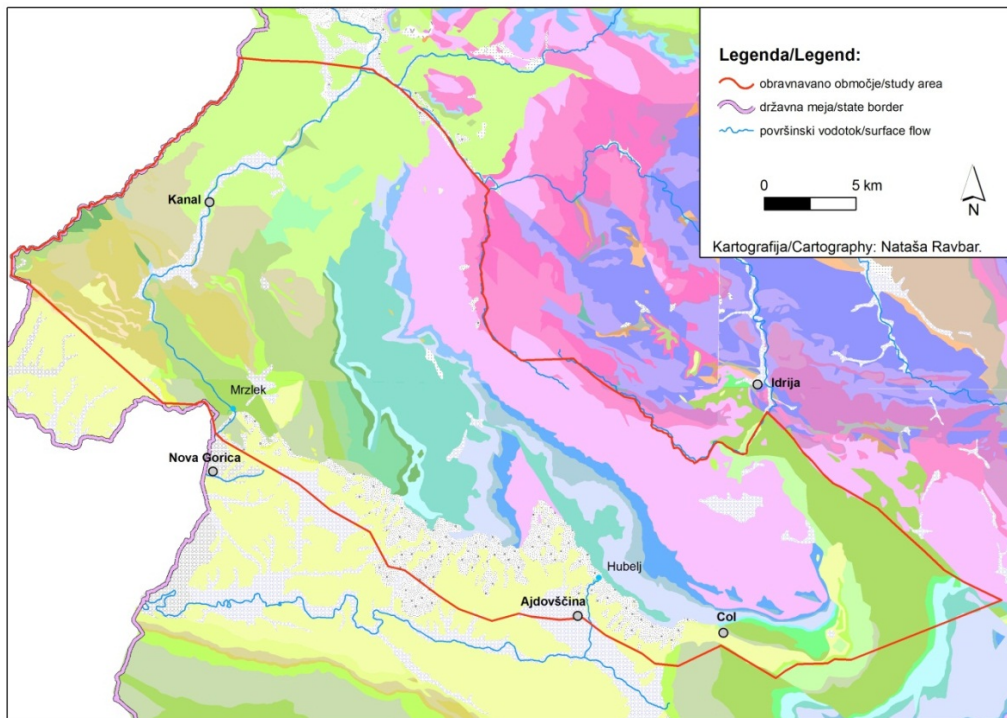 Legenda/Legend:
obravnavano območje/study area
državna meja/state border
površinski vodotok/surface flow
0 5 km
N
Kartografija/Cartography: Nataša Ravbar.
Kanal
Mrzlek
Idrija
Nova Gorica
Hubelj
Ajdovščina
Col